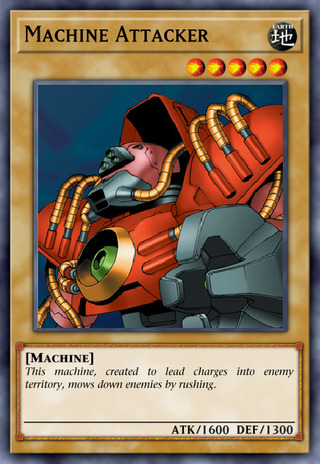 MACHINE ATTACKER
EARTH
地
[MACHINE]
This machine, created to lead charges into enemy
territory, mows down enemies by rushing.
ATK/1600 DEF/1300